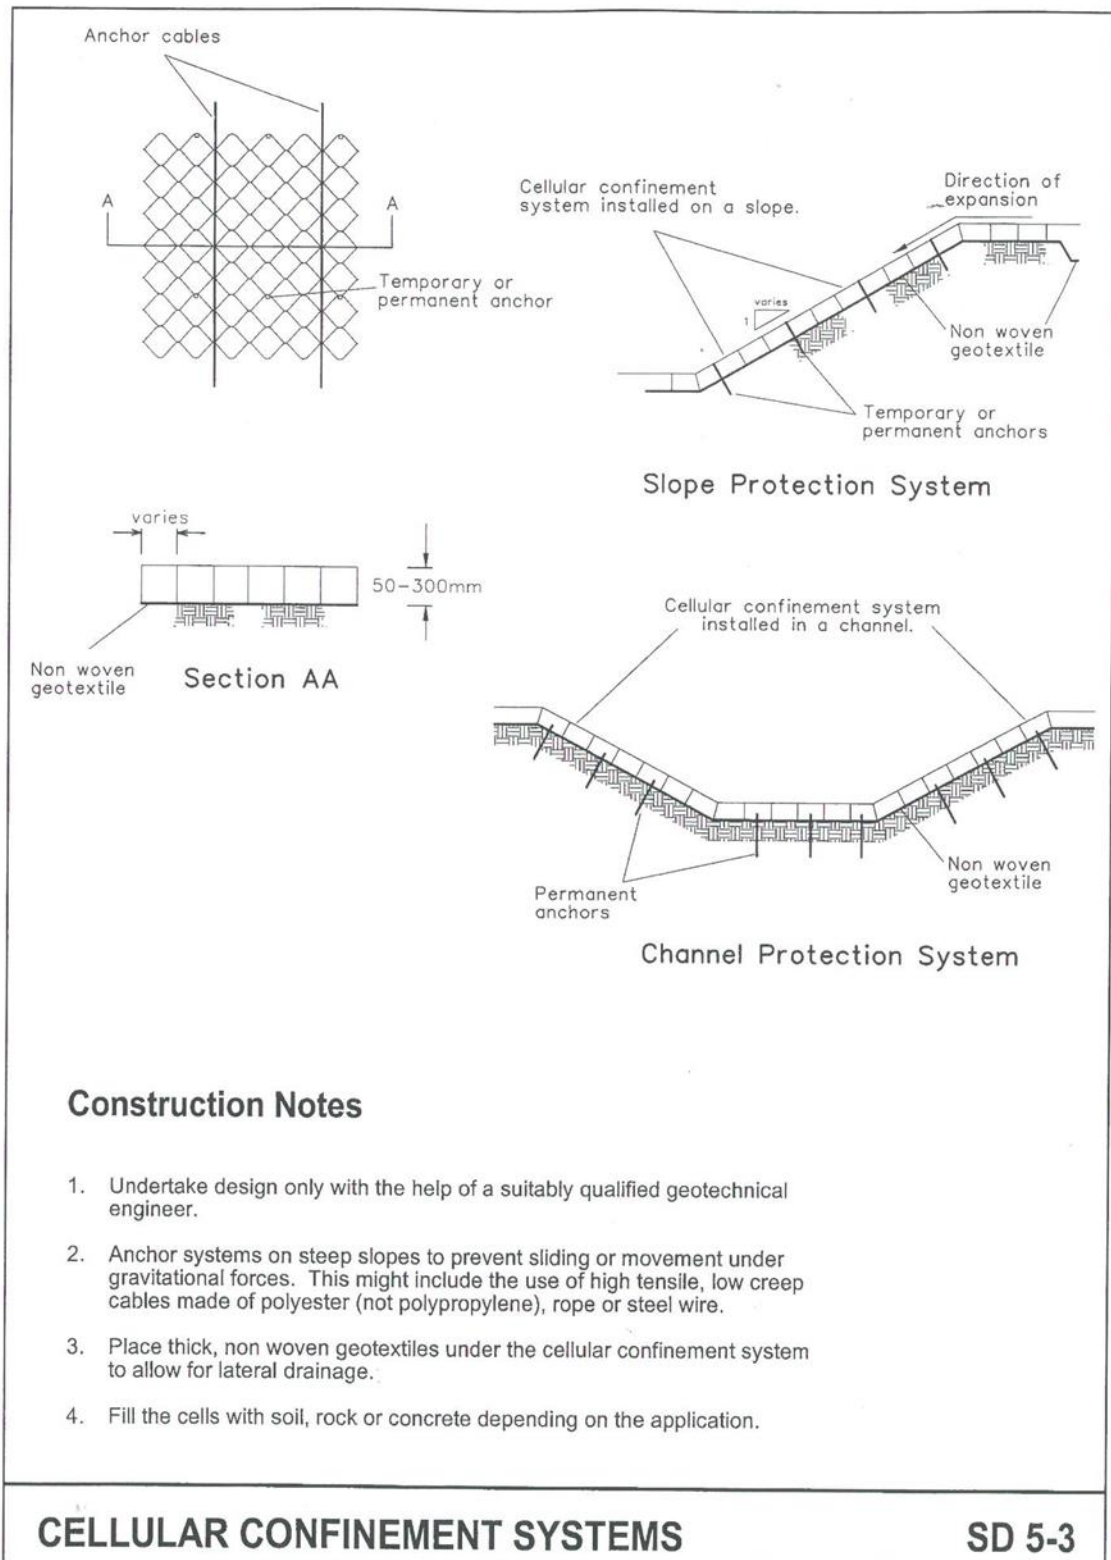 Anchor cables
A
A
Temporary or
permanent anchor
Cellular confinement
system installed on a slope.
Direction of
expansion
varies
1
Non woven
geotextile
Temporary or
permanent anchors
Slope Protection System
varies
50-300mm
Non woven
geotextile
Section AA
Cellular confinement system
installed in a channel.
Permanent
anchors
Non woven
geotextile
Channel Protection System
Construction Notes
1. Undertake design only with the help of a suitably qualified geotechnical
engineer.
2. Anchor systems on steep slopes to prevent sliding or movement under
gravitational forces. This might include the use of high tensile, low creep
cables made of polyester (not polypropylene), rope or steel wire.
3. Place thick, non woven geotextiles under the cellular confinement system
to allow for lateral drainage.
4. Fill the cells with soil, rock or concrete depending on the application.
CELLULAR CONFINEMENT SYSTEMS SD 5-3